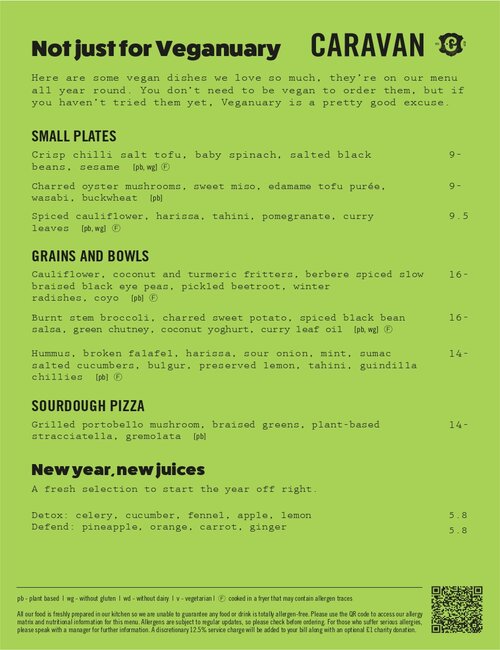 Not just for Veganuary
CARAVAN
Here are some vegan dishes we love so much, they're on our menu
all year round. You don't need to be vegan to order them, but if
you haven't tried them yet, Veganuary is a pretty good excuse.
SMALL PLATES
Crisp chilli salt tofu, baby spinach, salted black 9-
beans, sesame [pb, wg] Ⓕ
Charred oyster mushrooms, sweet miso, edamame tofu purée, 9-
wasabi, buckwheat [pb]
Spiced cauliflower, harissa, tahini, pomegranate, curry 9.5
leaves [pb, wg] Ⓕ
GRAINS AND BOWLS
Cauliflower, coconut and turmeric fritters, berbere spiced slow 16-
braised black eye peas, pickled beetroot, winter
radishes, coyo [pb] Ⓕ
Burnt stem broccoli, charred sweet potato, spiced black bean 16-
salsa, green chutney, coconut yoghurt, curry leaf oil [pb, wg] Ⓕ
Hummus, broken falafel, harissa, sour onion, mint, sumac 14-
salted cucumbers, bulgur, preserved lemon, tahini, guindilla
chillies [pb] Ⓕ
SOURDOUGH PIZZA
Grilled portobello mushroom, braised greens, plant-based 14-
stracciatella, gremolata [pb]
New year, new juices
A fresh selection to start the year off right.
Detox: celery, cucumber, fennel, apple, lemon 5.8
Defend: pineapple, orange, carrot, ginger 5.8
pb - plant based | wg - without gluten | wd - without dairy | v - vegetarian | Ⓕ cooked in a fryer that may contain allergen traces
All our food is freshly prepared in our kitchen so we are unable to guarantee any food or drink is totally allergen-free. Please use the QR code to access our allergy
matrix and nutritional information for this menu. Allergens are subject to regular updates, so please check before ordering. For those who suffer serious allergies,
please speak with a manager for further information. A discretionary 12.5% service charge will be added to your bill along with an optional £1 charity donation.